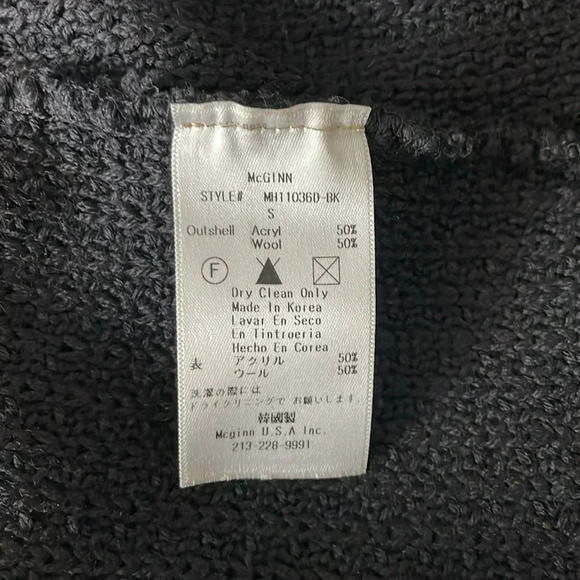 McGINN
STYLE# MH11036D-BK
S
Outshell Acryl 50%
Wool 50%
F
Dry Clean Only
Made In Korea
Lavar En Seco
En Tintroeria
Hecho En Corea
表 アクリル 50%
ウール 50%
洗濯の際には
ドライクリーニングで お願いします。
韓國製
Mcginn U.S.A Inc.
213-228-9991